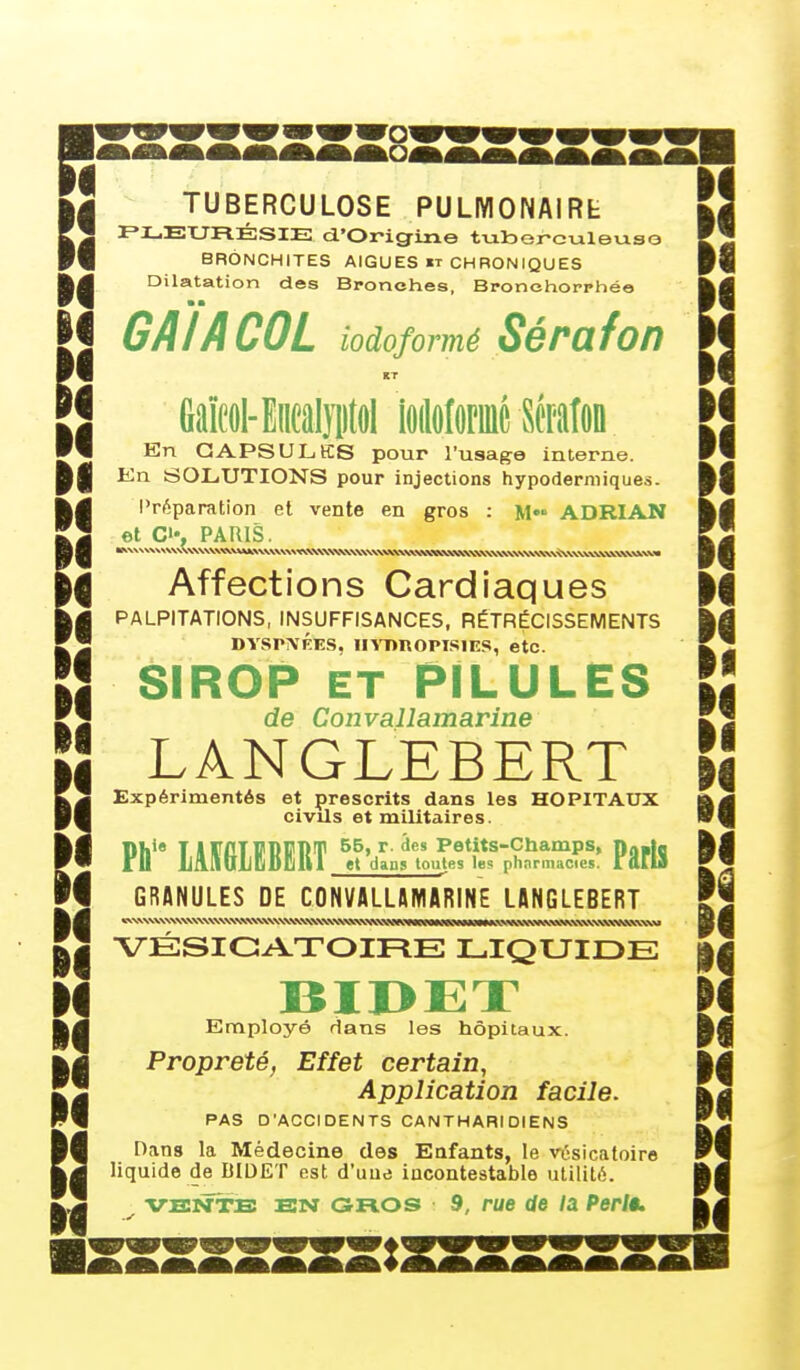 TUBERCULOSE PULMONAIRE
PLEURÉSIE d'Origine tuberculeuse
BRONCHITES AIGUES ET CHRONIQUES
Dilatation des Bronches, Bronchorrhée
GAÏACOL iodoformé Sérafon
ET
Gaïcol-Eucalyptol iodoformé Sérafon
En CAPSULES pour l'usage interne.
En SOLUTIONS pour injections hypodermiques.
Préparation et vente en gros : Mon ADRIAN
et Cie, PARIS.
Affections Cardiaques
PALPITATIONS, INSUFFISANCES, RÉTRÉCISSEMENTS
DYSPNÉES, HYDROPISIES, etc.
SIROP ET PILULES
de Convallamarine
LANGLEBERT
Expérimentés et prescrits dans les HOPITAUX
civils et militaires.
Phie LANGLEBERT 55, r. des Petits-Champs, et dans toutes les pharmacies. Paris
GRANULES DE CONVALLAMARINE LANGLEBERT
VÉSICATOIRE LIQUIDE
BIDET
Employé dans les hôpitaux.
Propreté, Effet certain,
Application facile.
PAS D'ACCIDENTS CANTHARIDIENS
Dans la Médecine des Enfants, le vésicatoire
liquide de BIDET est d'une incontestable utilité.
VENTE EN GROS : 9, rue de la Perle.